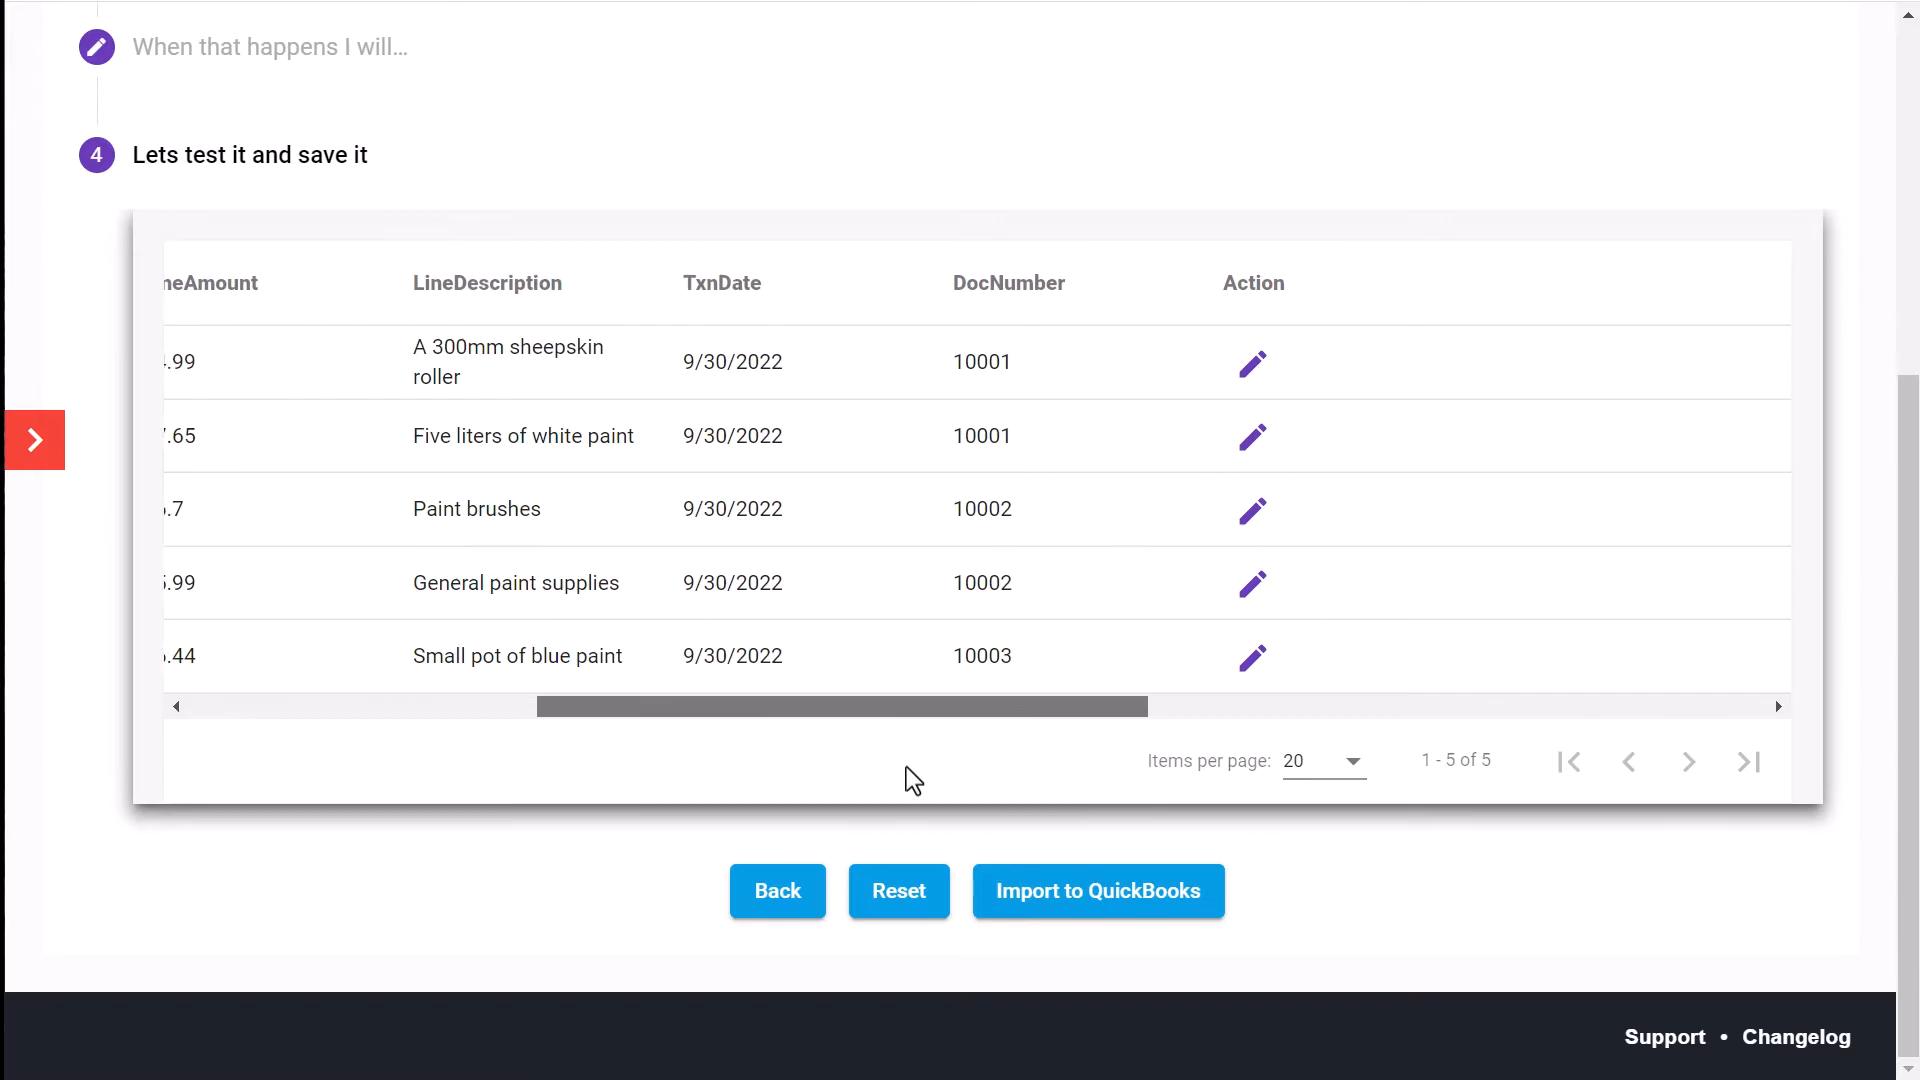 When that happens I will...
4 Lets test it and save it
neAmount LineDescription TxnDate DocNumber Action
.99 A 300mm sheepskin roller 9/30/2022 10001
.65 Five liters of white paint 9/30/2022 10001
.7 Paint brushes 9/30/2022 10002
.99 General paint supplies 9/30/2022 10002
.44 Small pot of blue paint 9/30/2022 10003
Items per page: 20 1 - 5 of 5
Back Reset Import to QuickBooks
Support • Changelog